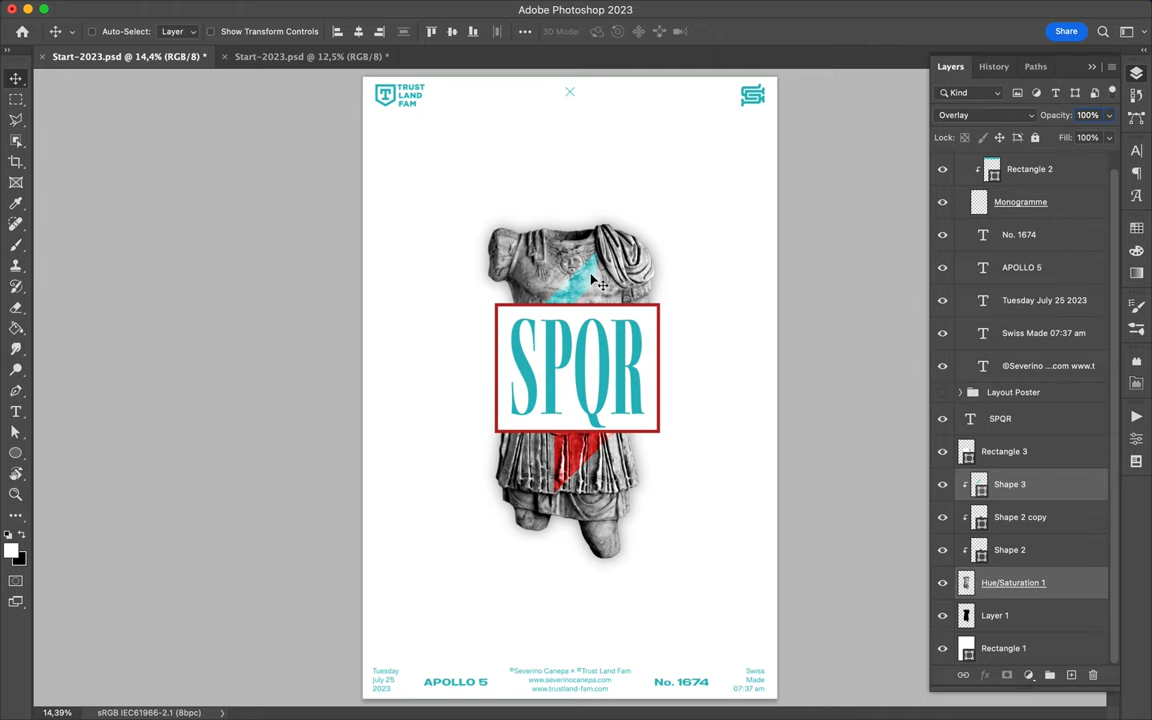 Adobe Photoshop 2023
Auto-Select:
Layer
Show Transform Controls
3D Mode:
Share
Start-2023.psd @ 14,4% (RGB/8) *
Start-2023.psd @ 12,5% (RGB/8) *
Layers
History
Paths
Kind
Overlay
Opacity:
100%
Lock:
Fill:
100%
Rectangle 2
Monogramme
No. 1674
APOLLO 5
Tuesday July 25 2023
Swiss Made 07:37 am
©Severino ...com www.t
Layout Poster
SPQR
Rectangle 3
Shape 3
Shape 2 copy
Shape 2
Hue/Saturation 1
Layer 1
Rectangle 1
TRUST
LAND
FAM
SPQR
Tuesday
July 25
2023
APOLLO 5
©Severino Canepa × ©Trust Land Fam
www.severinocanepa.com
www.trustland-fam.com
No. 1674
Swiss
Made
07:37 am
14,39%
sRGB IEC61966-2.1 (8bpc)